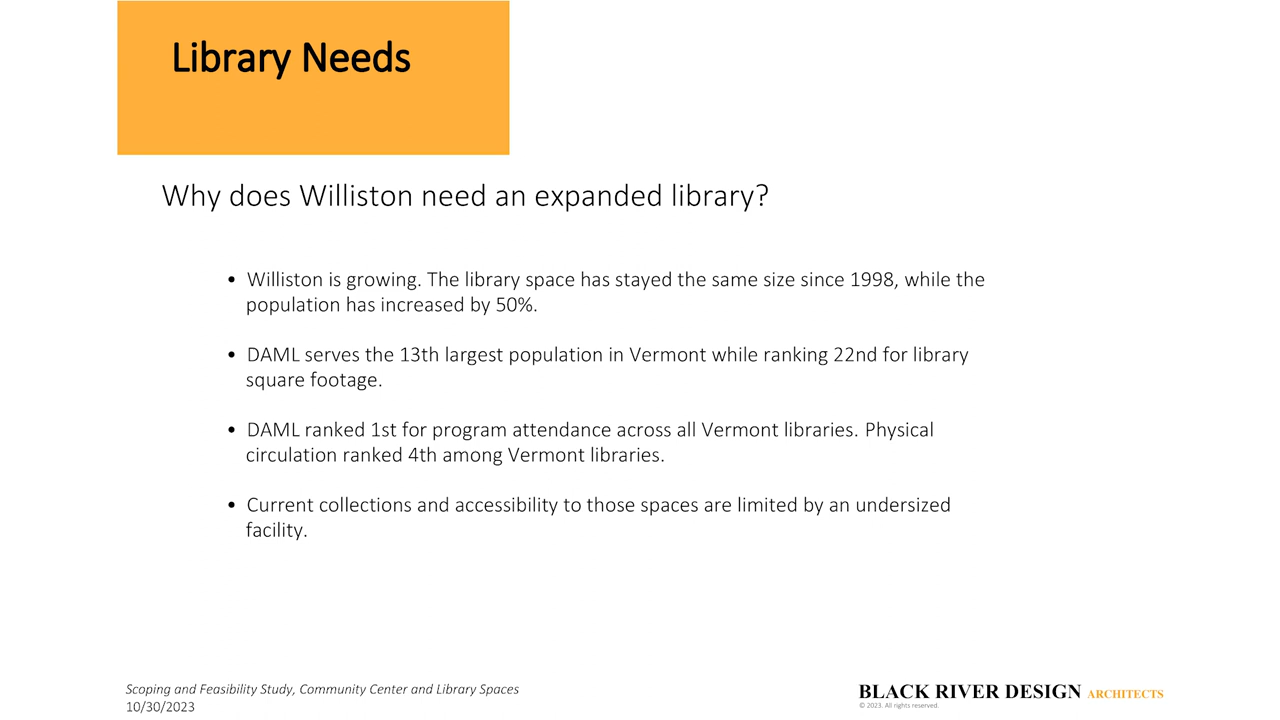 Library Needs
Why does Williston need an expanded library?
• Williston is growing. The library space has stayed the same size since 1998, while the
population has increased by 50%.
• DAML serves the 13th largest population in Vermont while ranking 22nd for library
square footage.
• DAML ranked 1st for program attendance across all Vermont libraries. Physical
circulation ranked 4th among Vermont libraries.
• Current collections and accessibility to those spaces are limited by an undersized
facility.
Scoping and Feasibility Study, Community Center and Library Spaces
10/30/2023
BLACK RIVER DESIGN ARCHITECTS
© 2023. All rights reserved.